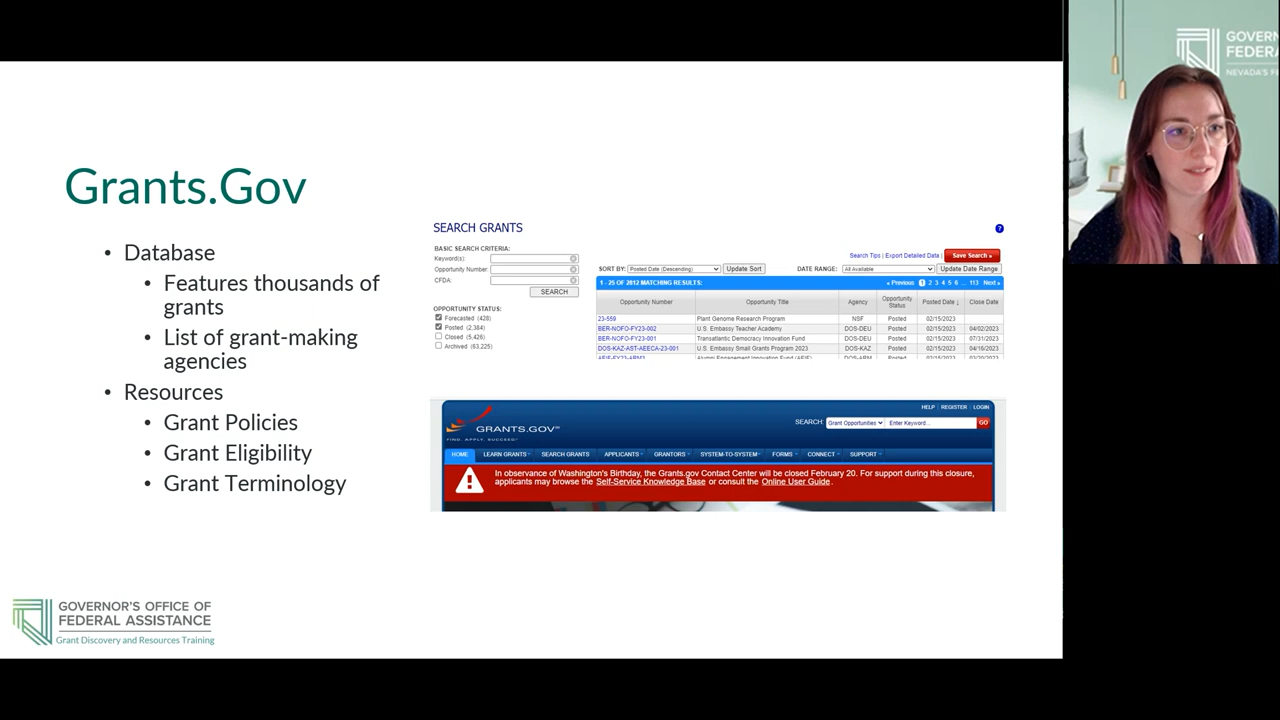 Grants.Gov
• Database
• Features thousands of
grants
• List of grant-making
agencies
• Resources
• Grant Policies
• Grant Eligibility
• Grant Terminology
SEARCH GRANTS
?
BASIC SEARCH CRITERIA:
Keyword(s):
Opportunity Number:
CFDA:
SEARCH
OPPORTUNITY STATUS:
Forecasted (428)
Posted (2,384)
Closed (5,426)
Archived (63,225)
Search Tips | Export Detailed Data |
Save Search »
SORT BY: Posted Date (Descending) Update Sort DATE RANGE: All Available Update Date Range
1 - 25 OF 2812 MATCHING RESULTS: « Previous 1 2 3 4 5 6 ... 113 Next »
Opportunity Number Opportunity Title Agency Opportunity Status Posted Date ↓ Close Date
23-559 Plant Genome Research Program NSF Posted 02/15/2023
BER-NOFO-FY23-002 U.S. Embassy Teacher Academy DOS-DEU Posted 02/15/2023 04/02/2023
BER-NOFO-FY23-001 Transatlantic Democracy Innovation Fund DOS-DEU Posted 02/15/2023 07/31/2023
DOS-KAZ-AST-AEECA-23-001 U.S. Embassy Small Grants Program 2023 DOS-KAZ Posted 02/15/2023 04/16/2023
HELP | REGISTER | LOGIN
GRANTS.GOV
FIND. APPLY. SUCCEED.
SEARCH: Grant Opportunities Enter Keyword... GO
HOME LEARN GRANTS SEARCH GRANTS APPLICANTS GRANTORS SYSTEM-TO-SYSTEM FORMS CONNECT SUPPORT
In observance of Washington's Birthday, the Grants.gov Contact Center will be closed February 20. For support during this closure,
applicants may browse the Self-Service Knowledge Base or consult the Online User Guide.
GOVERNOR'S OFFICE OF
FEDERAL ASSISTANCE
Grant Discovery and Resources Training
GOVERN
FEDERA
NEVADA'S F